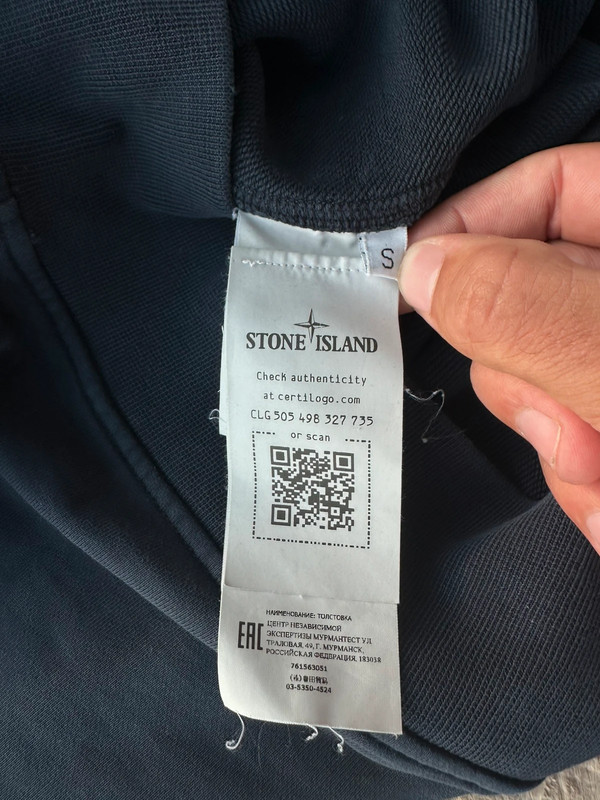 S
STONE ISLAND
Check authenticity
at certilogo.com
CLG 505 498 327 735
or scan
НАИМЕНОВАНИЕ: ТОЛСТОВКА
ЦЕНТР НЕЗАВИСИМОЙ
ЭКСПЕРТИЗЫ МУРМАНТЕСТ УЛ.
ТРАЛОВАЯ, 49, Г. МУРМАНСК,
РОССИЙСКАЯ ФЕДЕРАЦИЯ, 183038
EAC
761563051
03-5350-4524